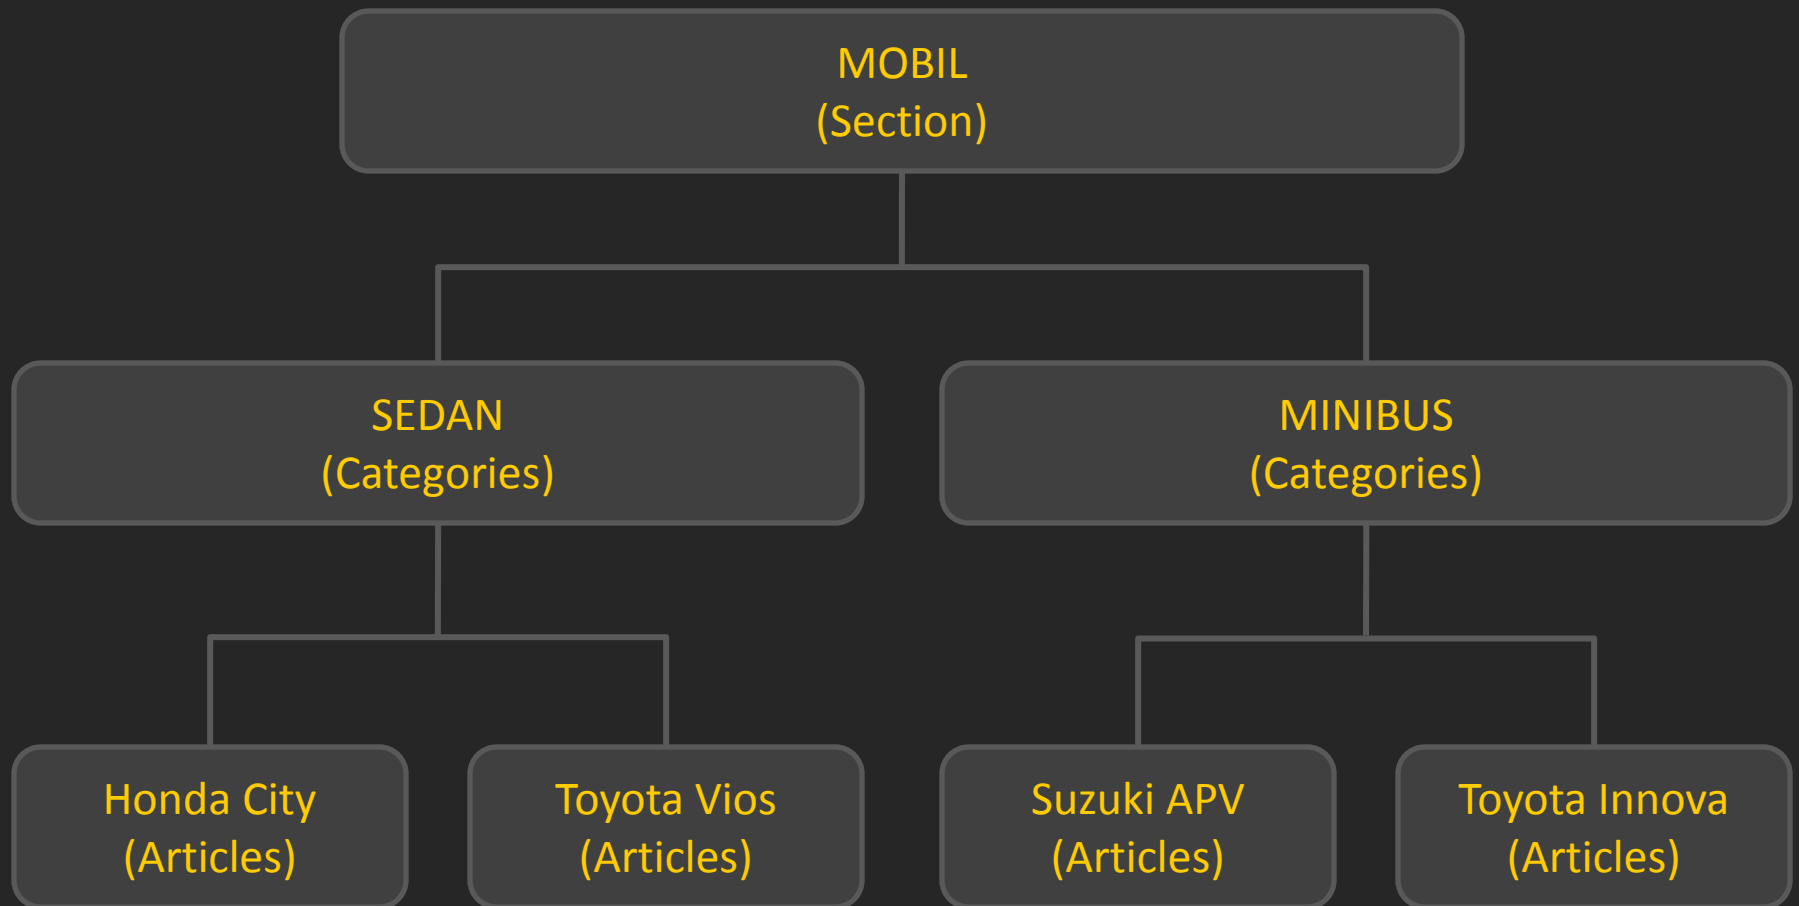 MOBIL
(Section)
SEDAN
(Categories)
MINIBUS
(Categories)
Honda City
(Articles)
Toyota Vios
(Articles)
Suzuki APV
(Articles)
Toyota Innova
(Articles)